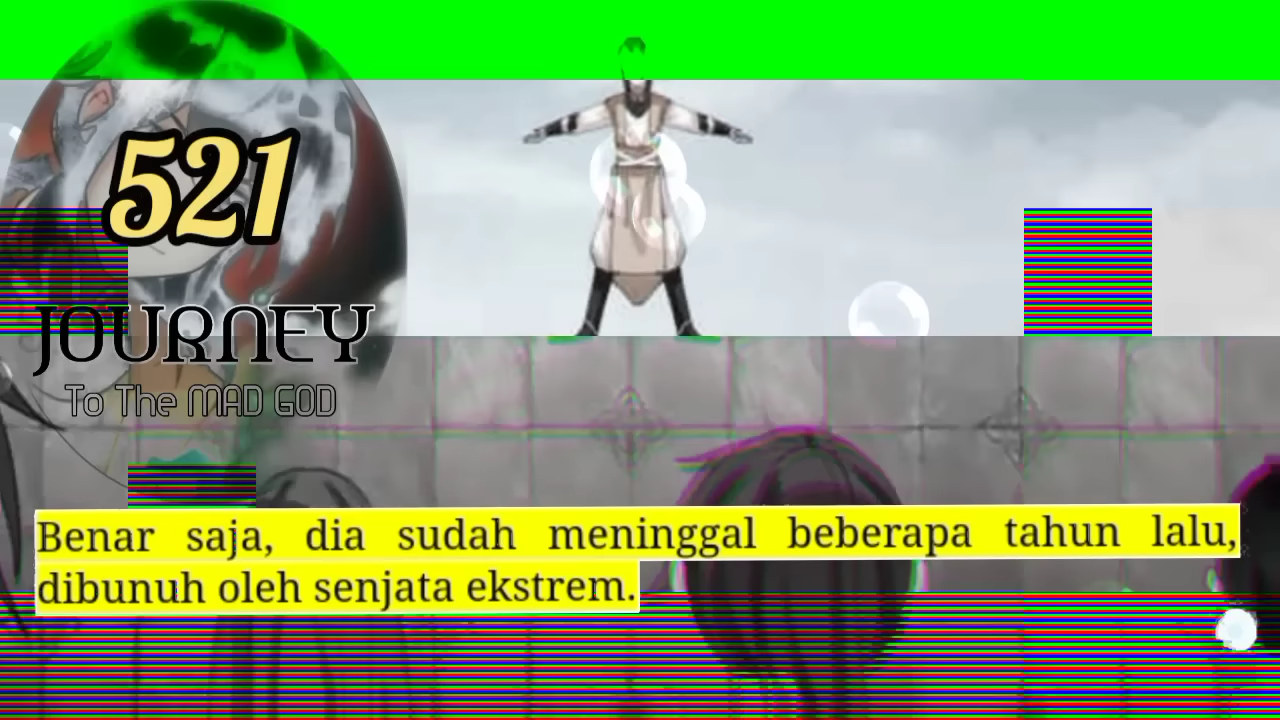 521
JOURNEY
To The MAD GOD
Benar saja, dia sudah meninggal beberapa tahun lalu,
dibunuh oleh senjata ekstrem.